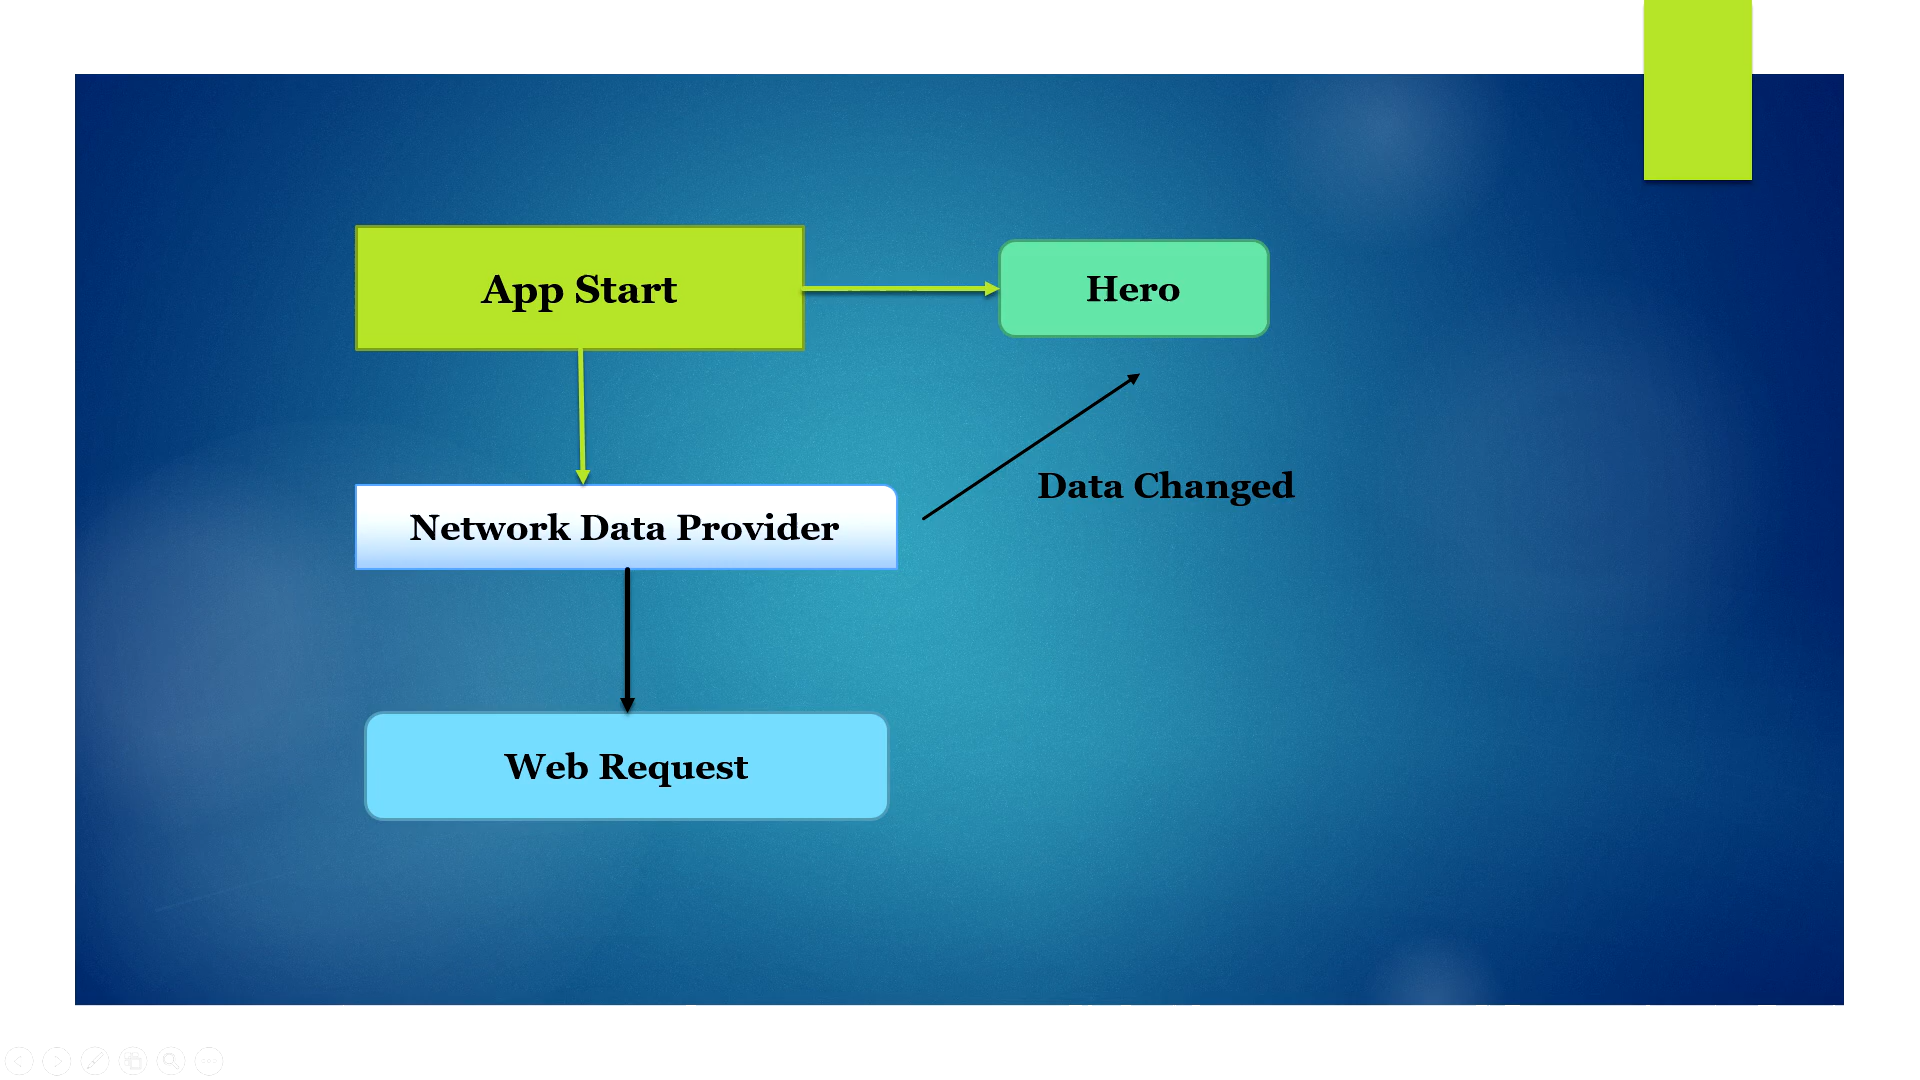 App Start
Hero
Data Changed
Network Data Provider
Web Request